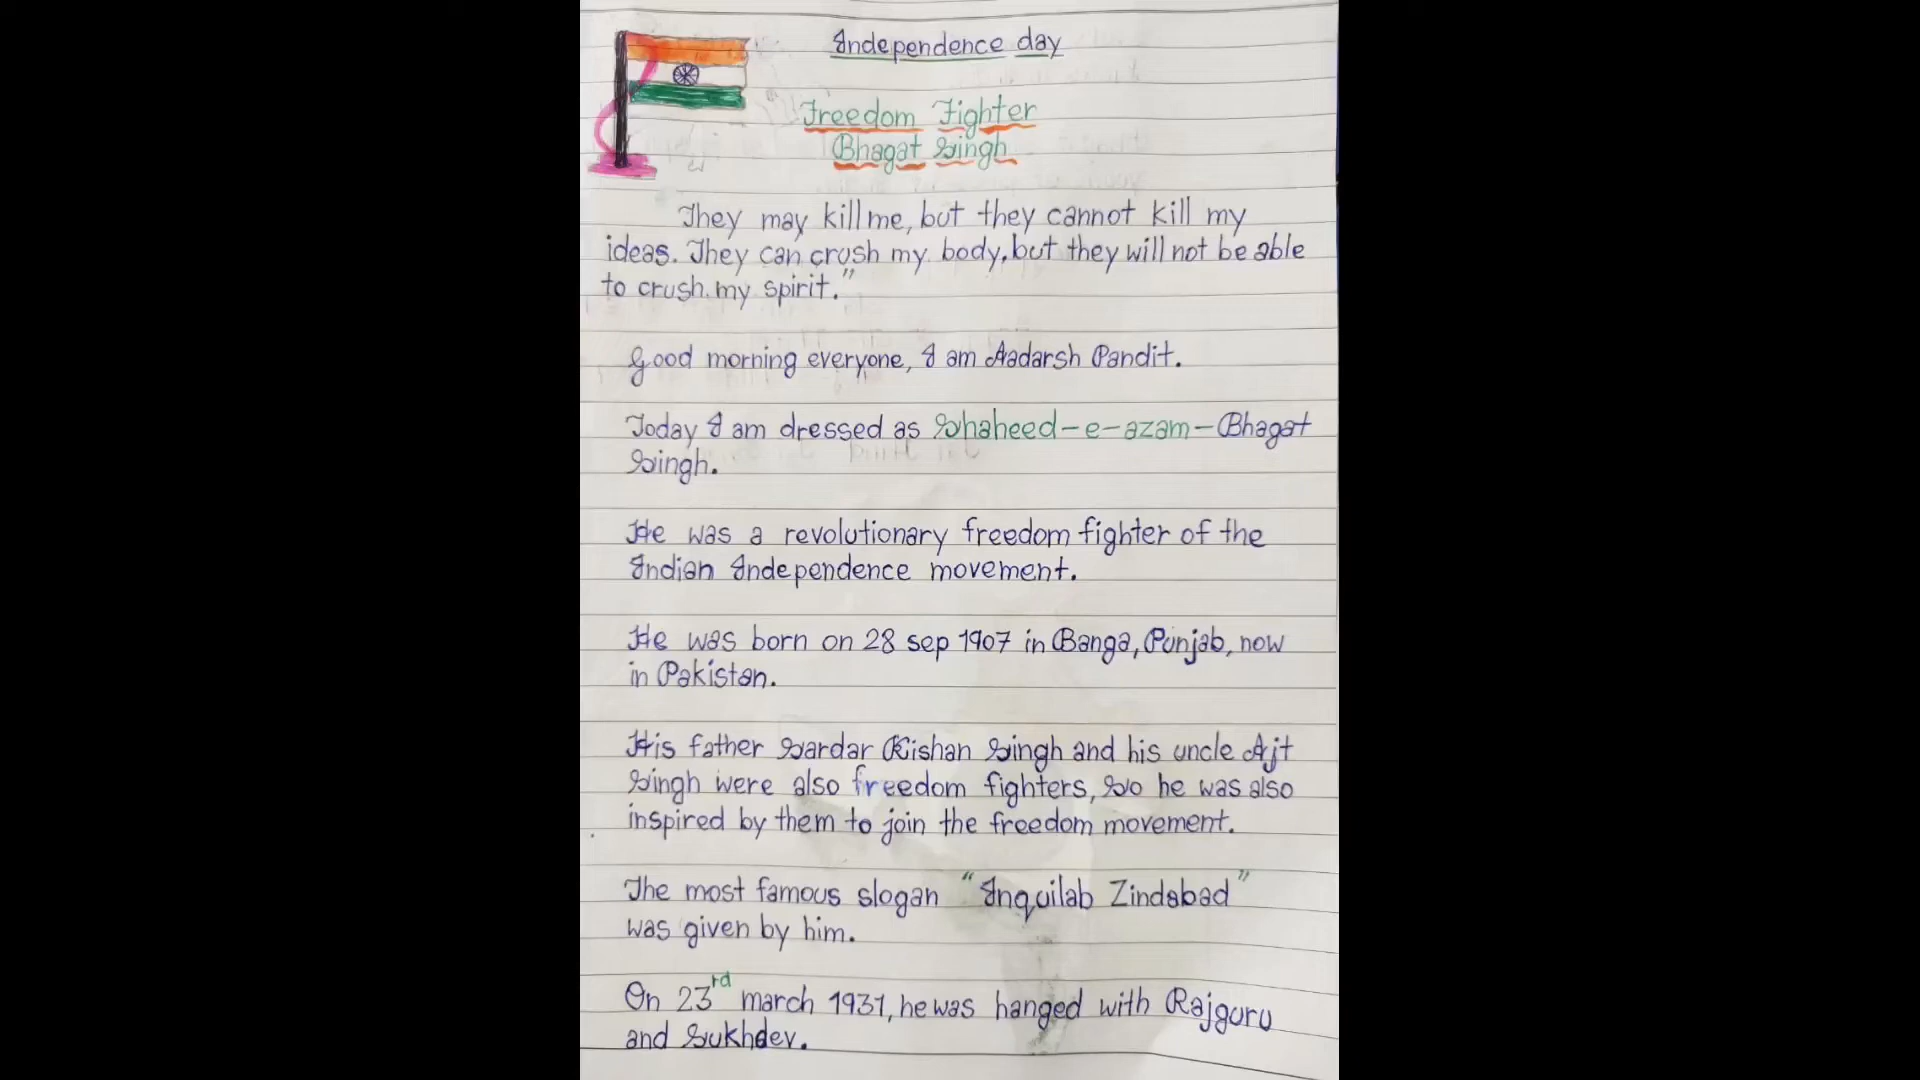 Independence day
Freedom Fighter
Bhagat Singh
They may kill me, but they cannot kill my
ideas. They can crush my body, but they will not be able
to crush my spirit."
Good morning everyone, I am Aadarsh Pandit.
Today I am dressed as Shaheed-e-azam-Bhagat
Singh.
He was a revolutionary freedom fighter of the
Indian Independence movement.
He was born on 28 sep 1907 in Banga, Punjab, now
in Pakistan.
His father Sardar Kishan Singh and his uncle Ajt
Singh were also freedom fighters, So he was also
inspired by them to join the freedom movement.
The most famous slogan "Inquilab Zindabad"
was given by him.
On 23rd march 1931, he was hanged with Rajguru
and Sukhdev.